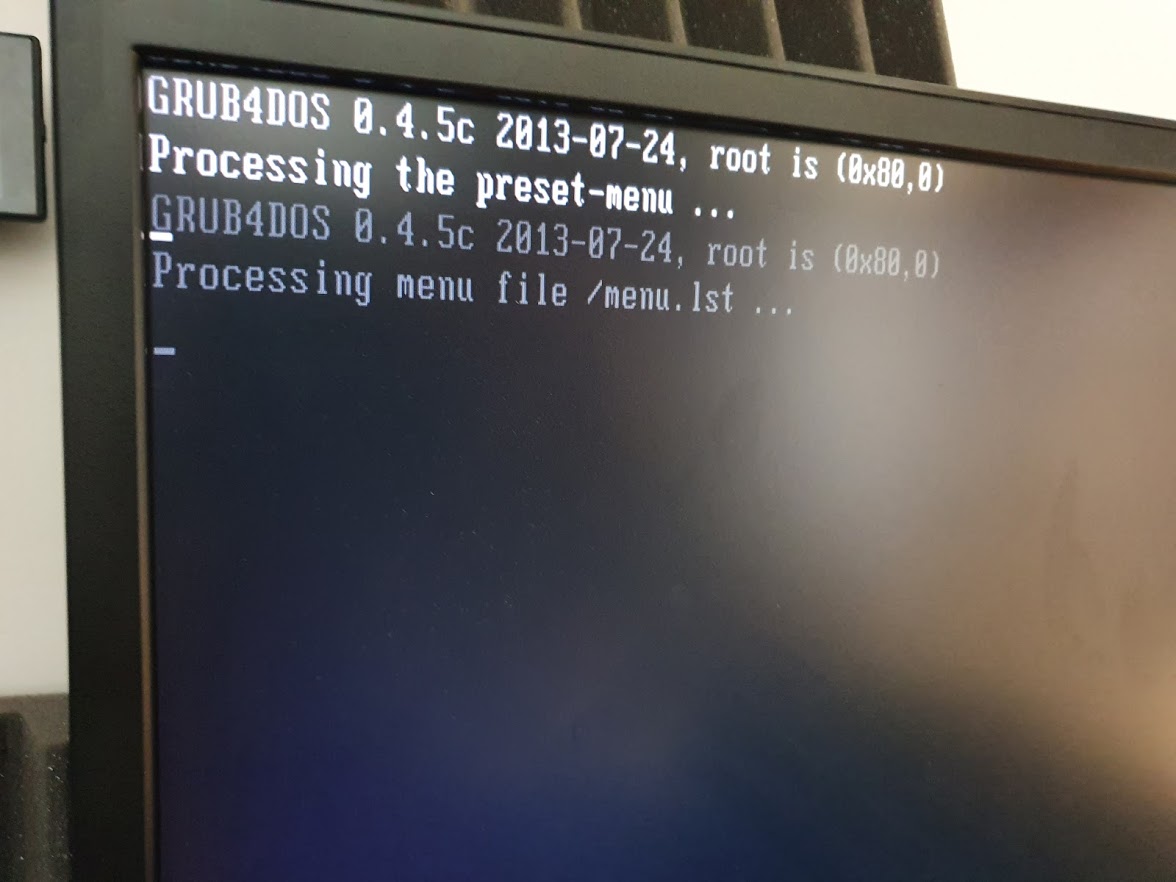 GRUB4DOS 0.4.5c 2013-07-24, root is (0x80,0)
Processing the preset-menu ...
GRUB4DOS 0.4.5c 2013-07-24, root is (0x80,0)
Processing menu file /menu.lst ...